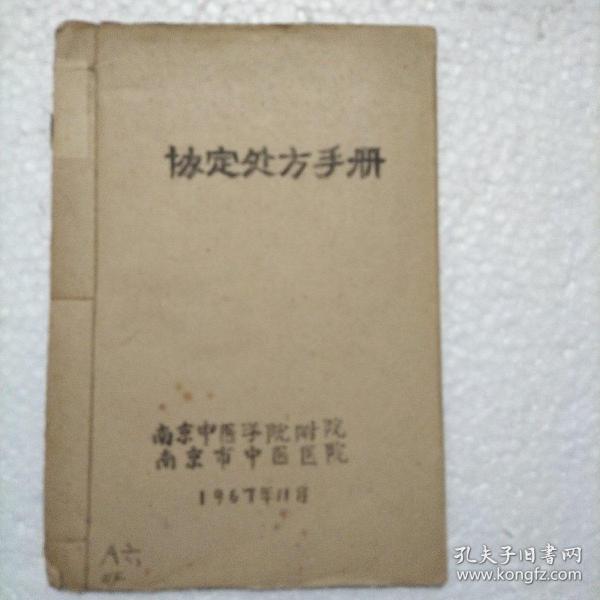 协定处方手册
南京中医学院附院
南京市中医医院
1967年11月
A六
孔夫子旧书网
www.kongfz.com